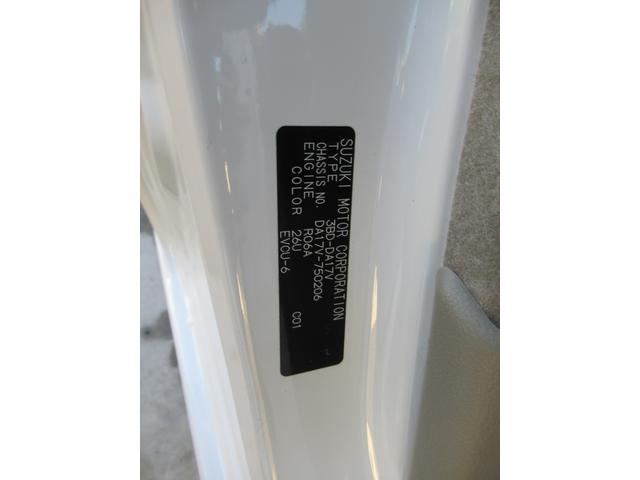 SUZUKI MOTOR CORPORATION
TYPE 3BD-DA17V
CHASSIS NO. DA17V-750206
ENGINE R06A
COLOR 26U C01
EVCU-6